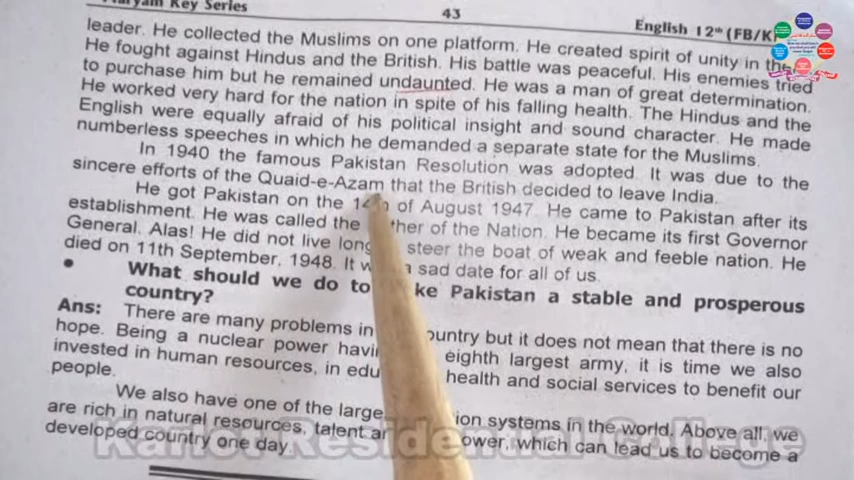 Key Series
43
English 12th (FB/K
leader. He collected the Muslims on one platform. He created spirit of unity in the
He fought against Hindus and the British. His battle was peaceful. His enemies tried
to purchase him but he remained undaunted. He was a man of great determination.
He worked very hard for the nation in spite of his falling health. The Hindus and the
English were equally afraid of his political insight and sound character. He made
numberless speeches in which he demanded a separate state for the Muslims.
In 1940 the famous Pakistan Resolution was adopted. It was due to the
sincere efforts of the Quaid-e-Azam that the British decided to leave India.
He got Pakistan on the of August 1947. He came to Pakistan after its
establishment. He was called the of the Nation. He became its first Governor
General. Alas! He did not live steer the boat of weak and feeble nation. He
died on 11th September, 1948. It a sad date for all of us.
• What should we do to Pakistan a stable and prosperous
country?
Ans: There are many problems in but it does not mean that there is no
hope. Being a nuclear power eighth largest army, it is time we also
invested in human resources, in health and social services to benefit our
people.
We also have one of the systems in the world. Above all, we
are rich in natural resources, talent which can lead us to become a
developed country one day.
Karlot Residential College